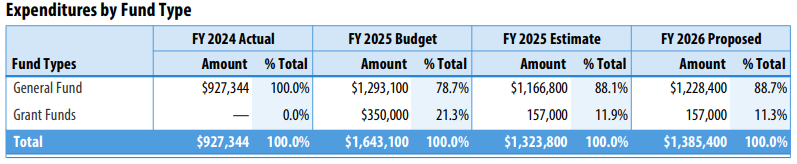 Expenditures by Fund Type
FY 2024 Actual FY 2025 Budget FY 2025 Estimate FY 2026 Proposed
Fund Types Amount % Total Amount % Total Amount % Total Amount % Total
General Fund $927,344 100.0% $1,293,100 78.7% $1,166,800 88.1% $1,228,400 88.7%
Grant Funds — 0.0% $350,000 21.3% 157,000 11.9% 157,000 11.3%
Total $927,344 100.0% $1,643,100 100.0% $1,323,800 100.0% $1,385,400 100.0%